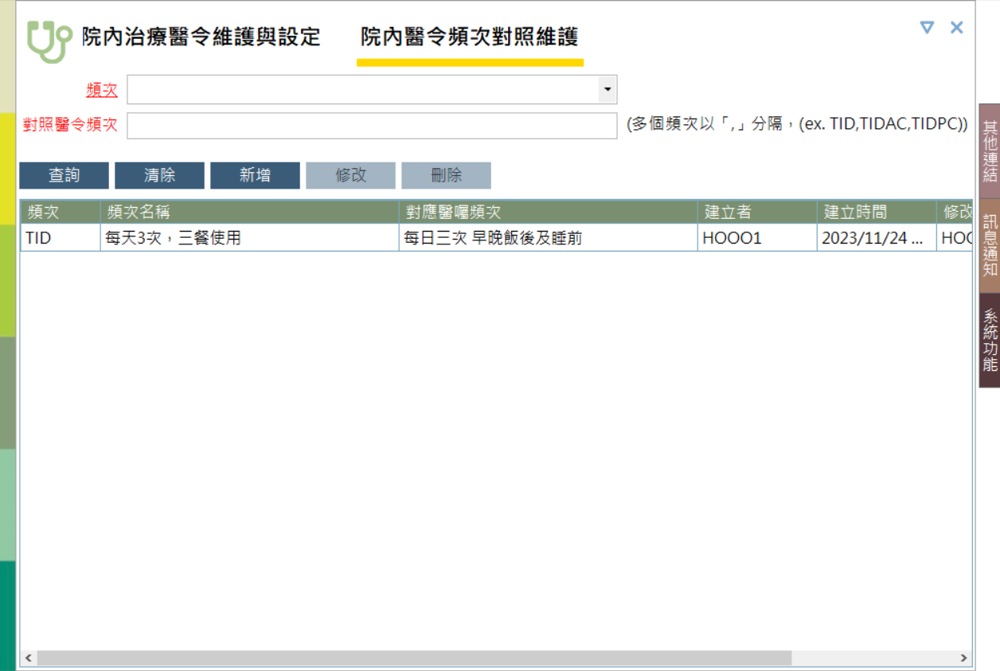 院內治療醫令維護與設定 院內醫令頻次對照維護
頻次
對照醫令頻次 (多個頻次以「,」分隔，(ex. TID,TIDAC,TIDPC))
查詢 清除 新增 修改 刪除
頻次 頻次名稱 對應醫囑頻次 建立者 建立時間 修改
TID 每天3次，三餐使用 每日三次 早晚飯後及睡前 HOOO1 2023/11/24 ... HOO
其他連結
訊息通知
系統功能